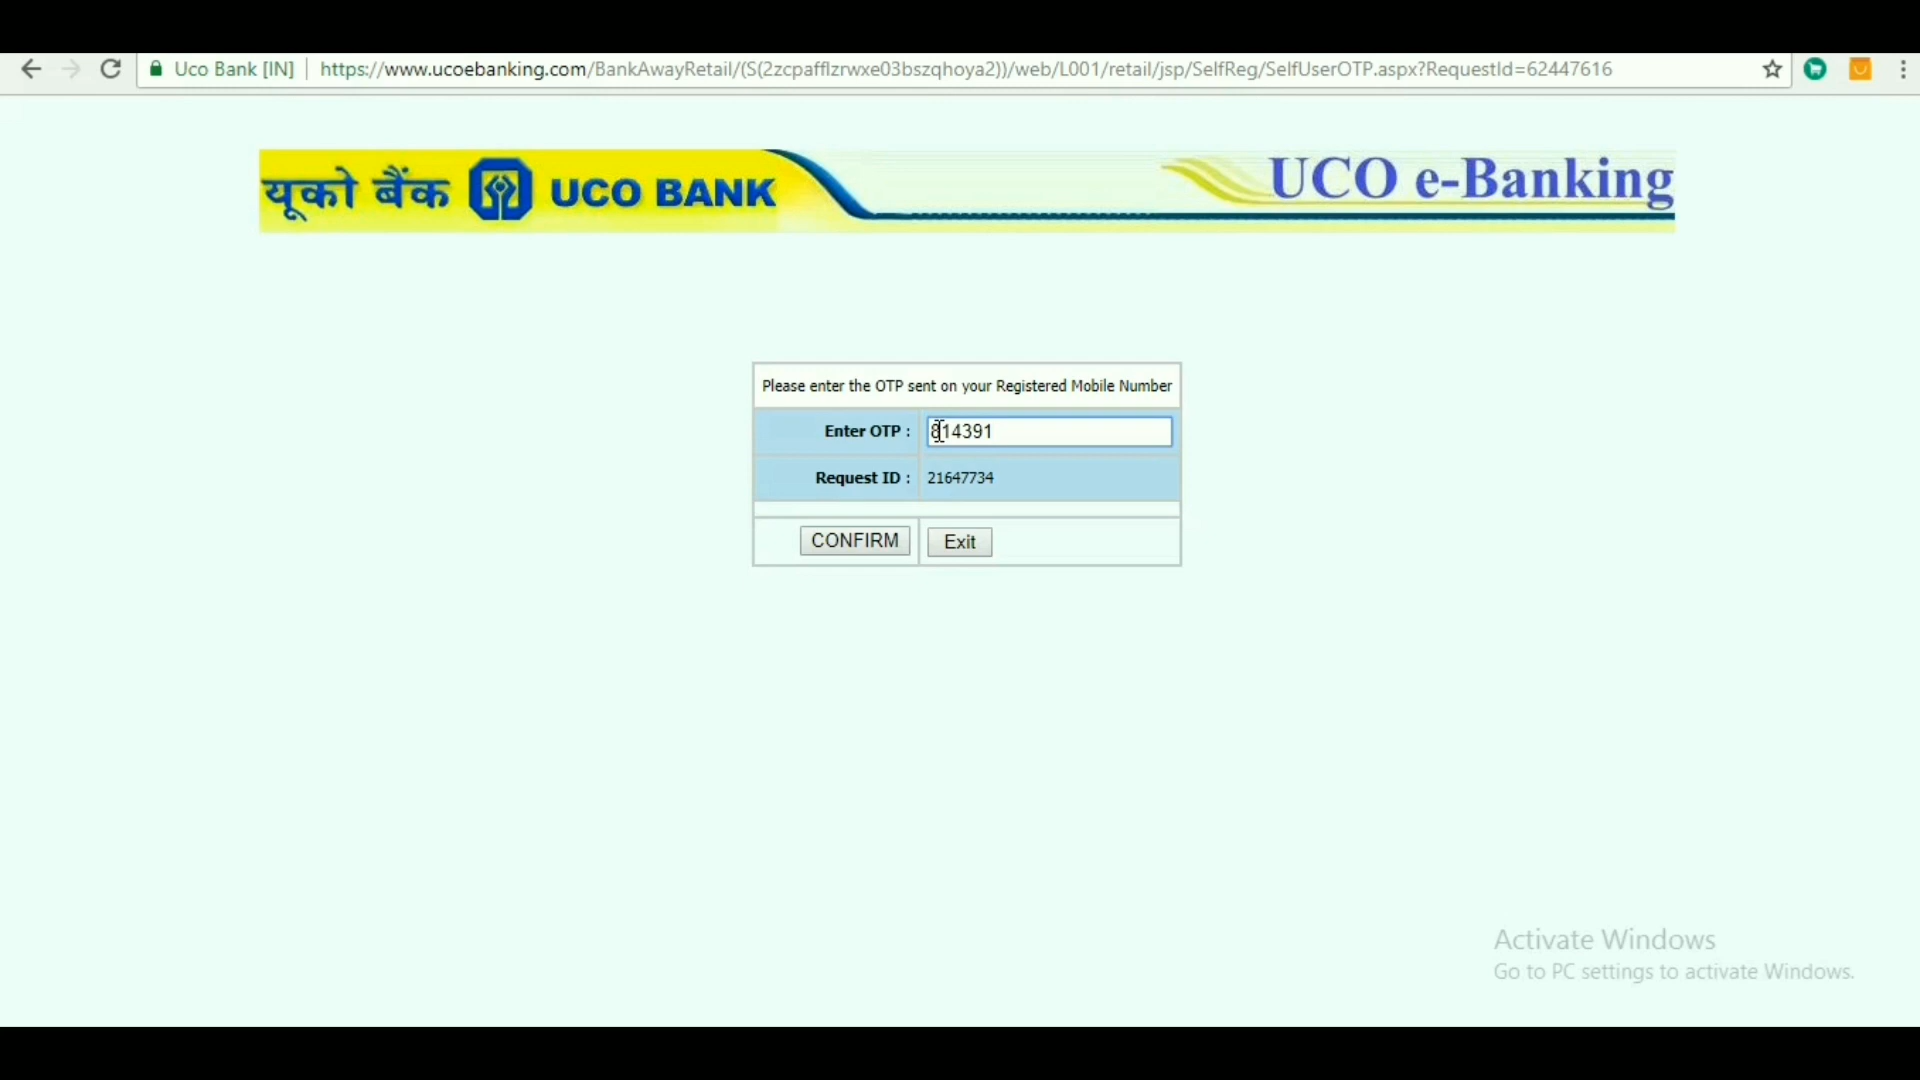 Uco Bank [IN] https://www.ucoebanking.com/BankAwayRetail/(S(2zcpafflzrwxe03bszqhoya2))/web/L001/retail/jsp/SelfReg/SelfUserOTP.aspx?RequestId=62447616
यूको बैंक UCO BANK UCO e-Banking
Please enter the OTP sent on your Registered Mobile Number
Enter OTP : 814391
Request ID : 21647734
CONFIRM Exit
Activate Windows
Go to PC settings to activate Windows.